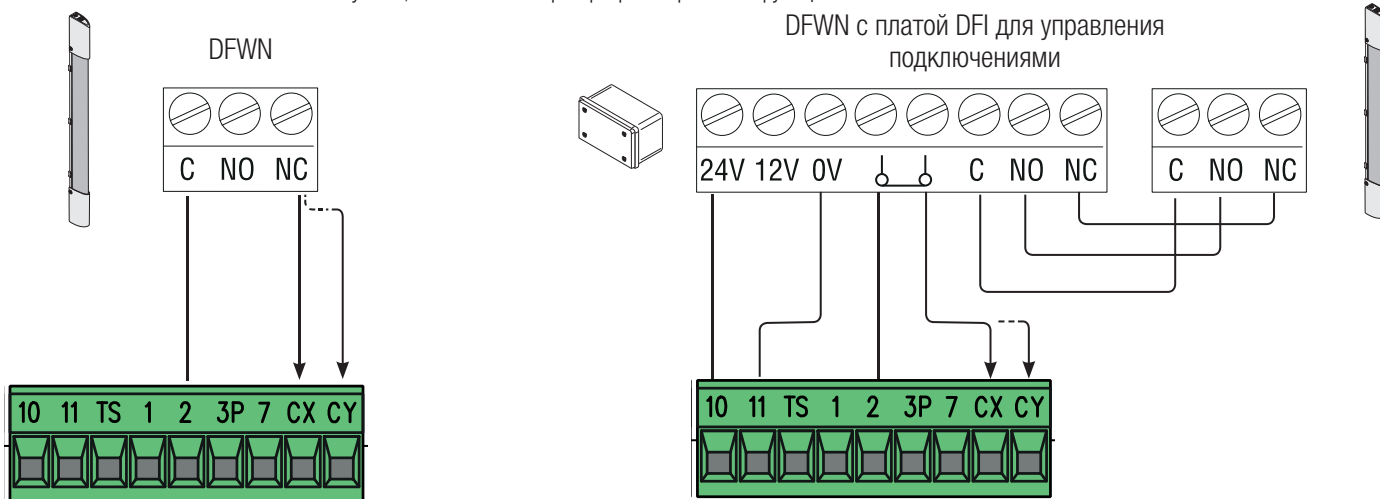 DFWN
C NO NC
10 11 TS 1 2 3P 7 CX CY
DFWN с платой DFI для управления
подключениями
24V 12V 0V C NO NC
C NO NC
10 11 TS 1 2 3P 7 CX CY